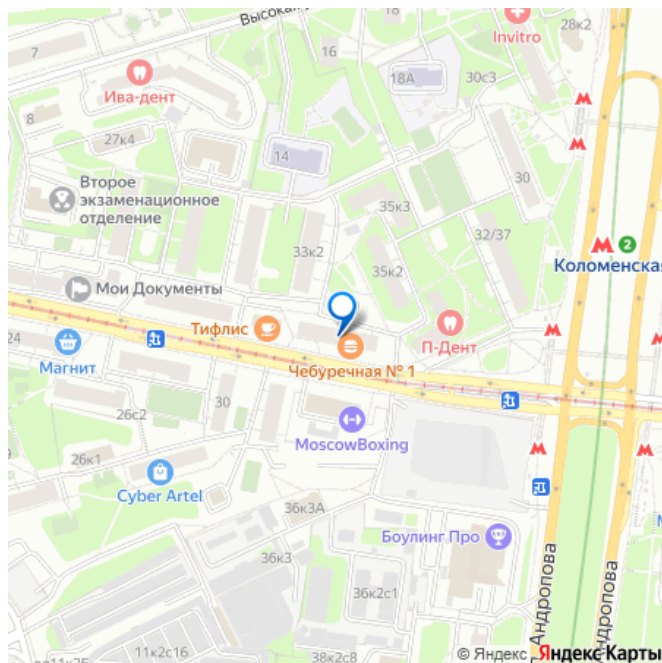 Высокая у
28к2
Invitro
7
16
18А
30к3
Ива-дент
8
27к4
14
30
Второе
экзаменационное
отделение
35к3
32/37
33к2
2
Коломенская
35к2
Мои Документы
Тифлис
П-Дент
24
Магнит
Чебуречная № 1
30
26с2
MoscowBoxing
26к1
Cyber Artel
36к3А
Боулинг Про
36к3
36к2с1
Андропова
Андропова
11к2с16
38к2с8
© Яндекс Яндекс Карты